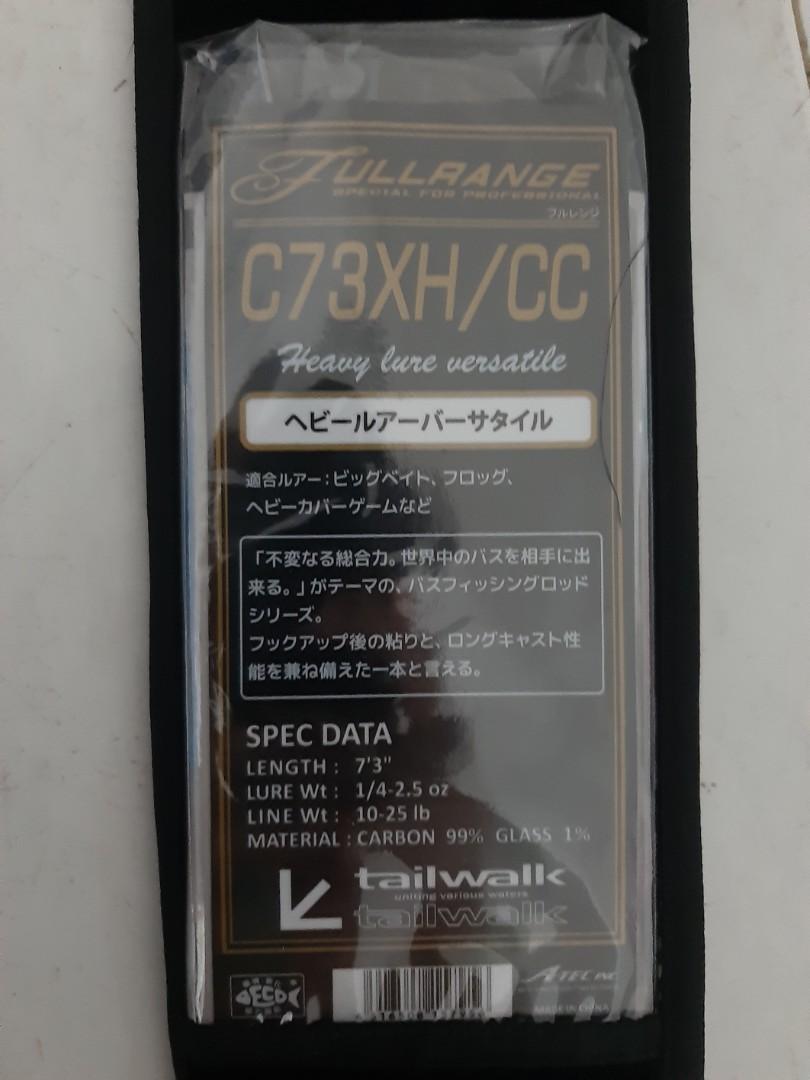 FULLRANGE
SPECIAL FOR PROFESSIONAL
フルレンジ
C73XH/CC
Heavy lure versatile
ヘビールアーバーサタイル
適合ルアー:ビッグベイト、フロッグ、
ヘビーカバーゲームなど
「不変なる総合力。世界中のバスを相手に出
来る。」がテーマの、バスフィッシングロッド
シリーズ。
フックアップ後の粘りと、ロングキャスト性
能を兼ね備えた一本と言える。
SPEC DATA
LENGTH : 7'3"
LURE Wt : 1/4-2.5 oz
LINE Wt : 10-25 lb
MATERIAL : CARBON 99% GLASS 1%
tailwalk
uniting various waters
tailwalk
ECO
A-TEC INC
MADE IN CHINA